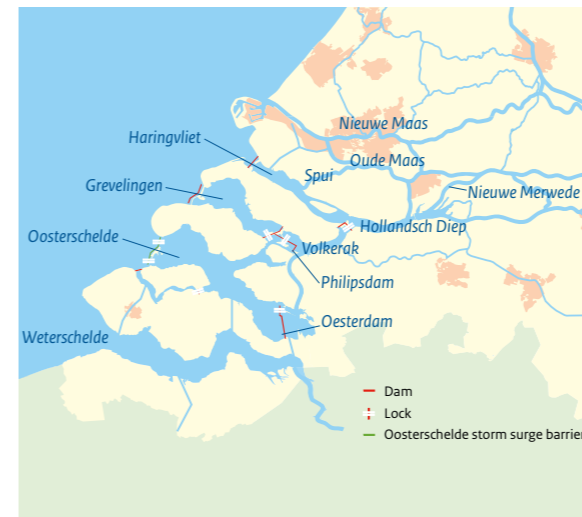 Nieuwe Maas
Haringvliet
Oude Maas
Spui
Grevelingen
Nieuwe Merwede
Hollandsch Diep
Oosterschelde
Volkerak
Philipsdam
Oesterdam
Weterschelde
Dam
Lock
Oosterschelde storm surge barrier